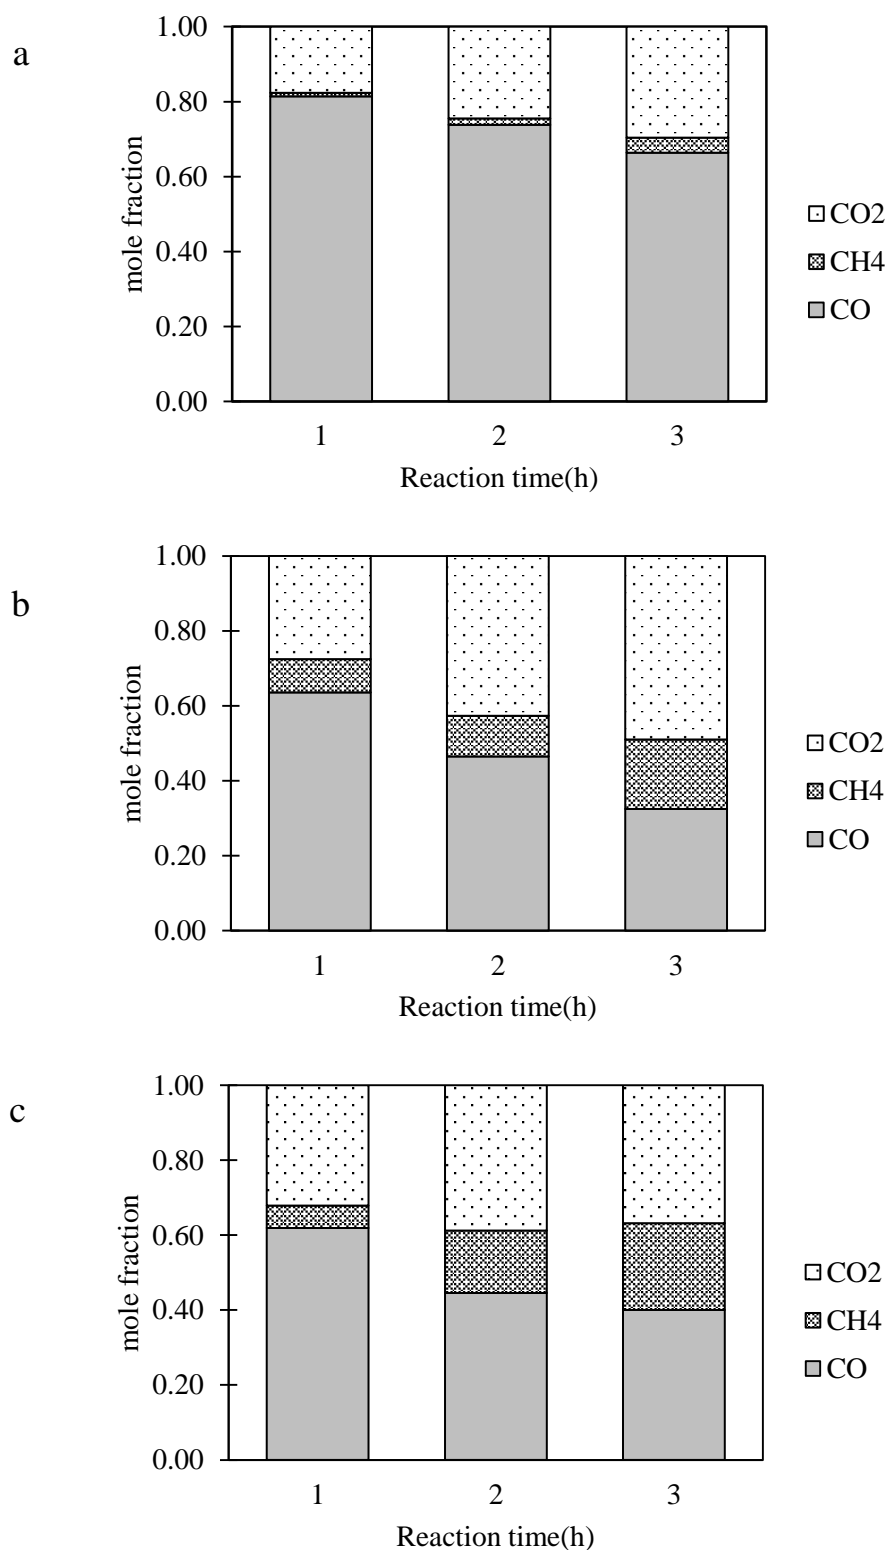 a
1.00
0.80
0.60
0.40
0.20
0.00
mole fraction
1 2 3
Reaction time(h)
CO2
CH4
CO
b
1.00
0.80
0.60
0.40
0.20
0.00
mole fraction
1 2 3
Reaction time(h)
CO2
CH4
CO
c
1.00
0.80
0.60
0.40
0.20
0.00
mole fraction
1 2 3
Reaction time(h)
CO2
CH4
CO